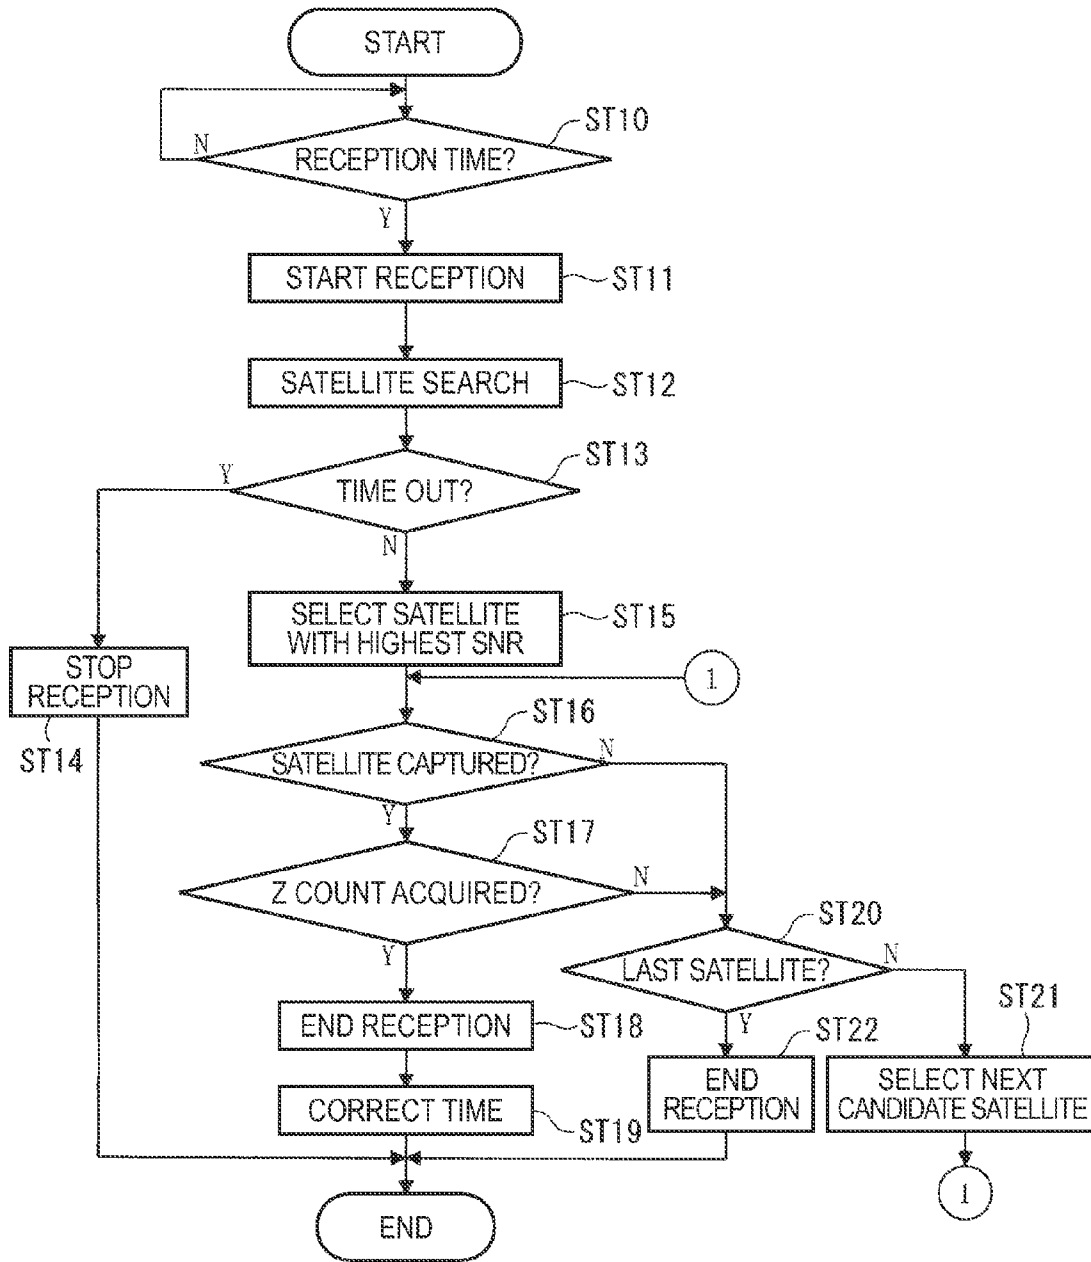 START
ST10
N
RECEPTION TIME?
Y
START RECEPTION
ST11
SATELLITE SEARCH
ST12
ST13
Y
TIME OUT?
N
SELECT SATELLITE
WITH HIGHEST SNR
ST15
STOP
RECEPTION
ST14
1
ST16
SATELLITE CAPTURED?
N
Y
ST17
Z COUNT ACQUIRED?
N
Y
ST20
LAST SATELLITE?
N
Y
END RECEPTION
ST18
ST22
ST21
END
RECEPTION
SELECT NEXT
CANDIDATE SATELLITE
CORRECT TIME
ST19
1
END